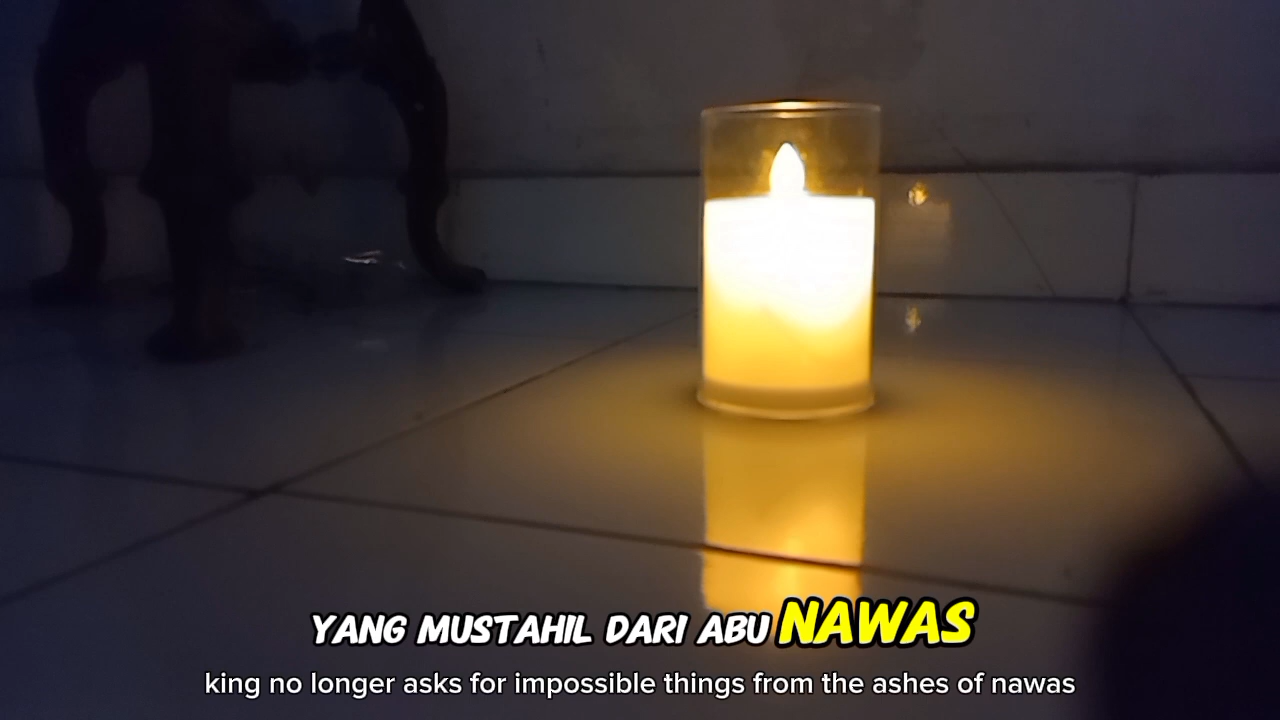 YANG MUSTAHIL DARI ABU NAWAS
king no longer asks for impossible things from the ashes of nawas